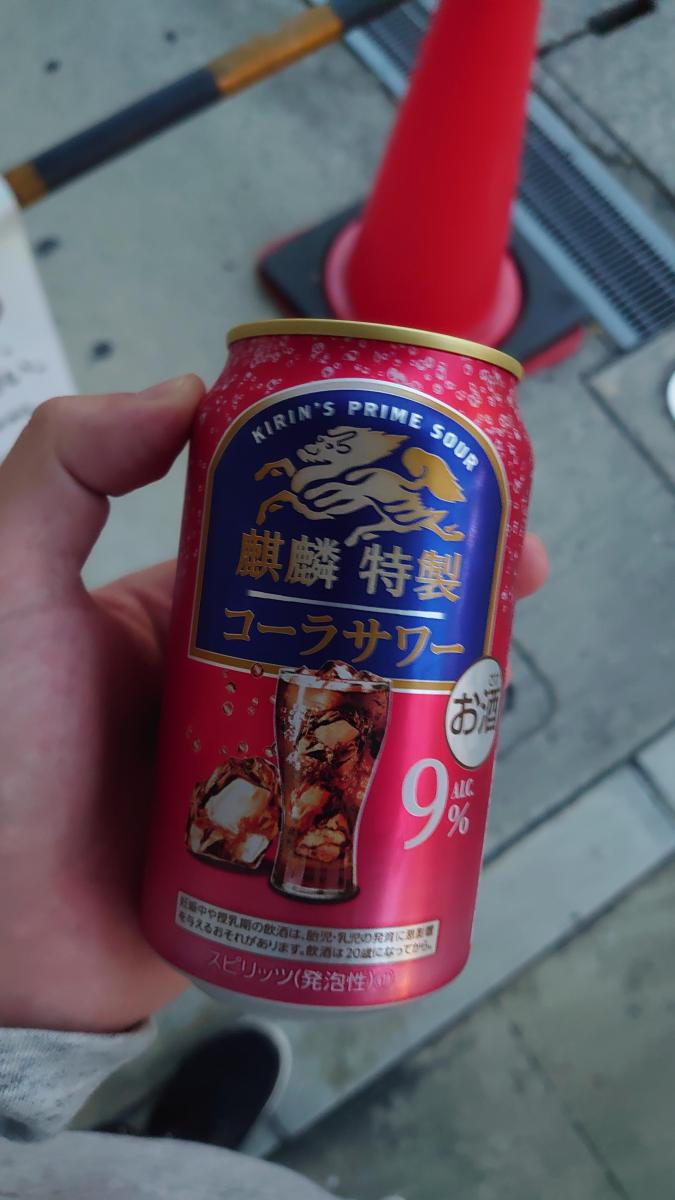 KIRIN'S PRIME SOUR
麒麟 特製
コーラサワー
お酒
9 ALC. %
妊娠中や授乳期の飲酒は、胎児・乳児の発育に悪影響
を与えるおそれがあります。飲酒は20歳になってから。
スピリッツ(発泡性)①